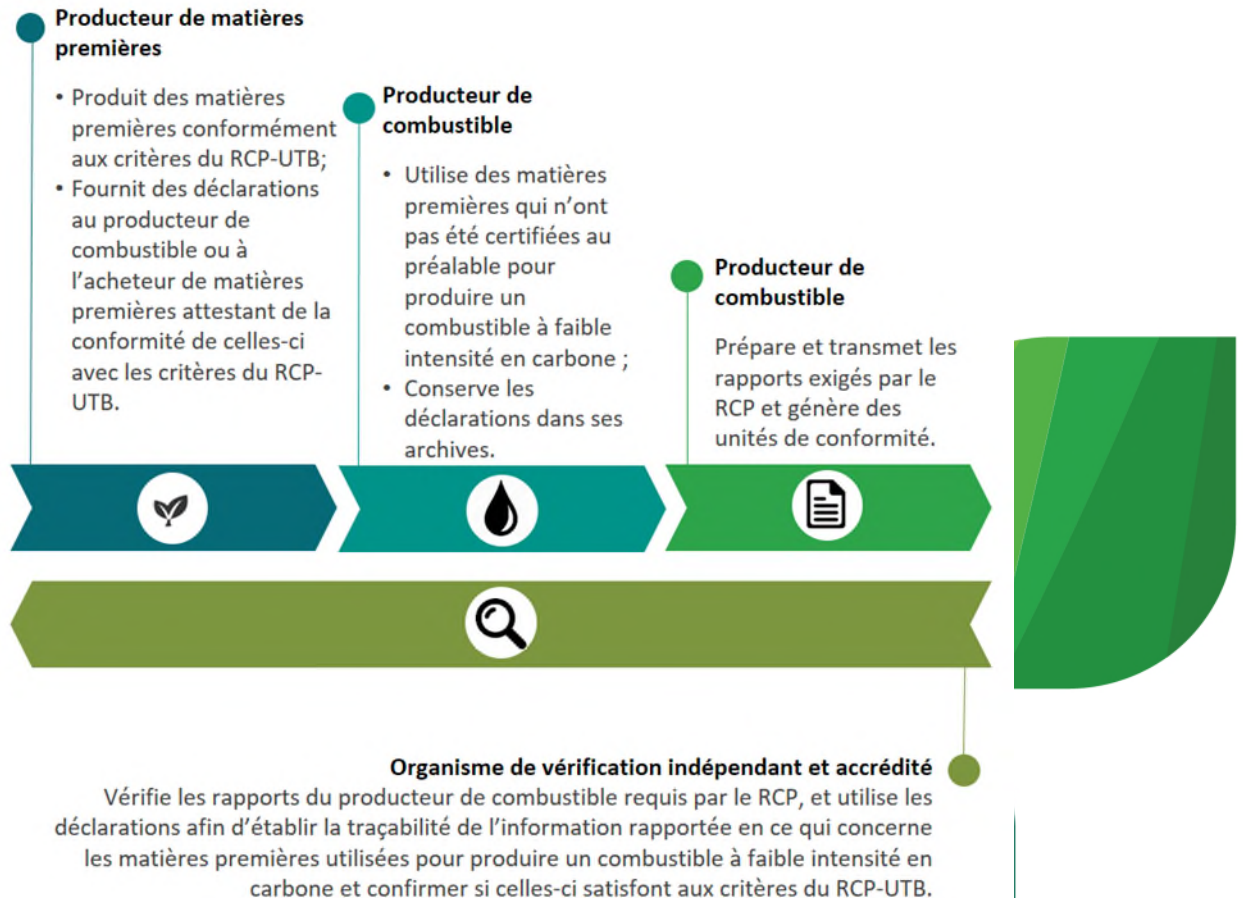 Producteur de matières
premières
• Produit des matières
premières conformément
aux critères du RCP-UTB;
• Fournit des déclarations
au producteur de
combustible ou à
l'acheteur de matières
premières attestant de la
conformité de celles-ci
avec les critères du RCP-
UTB.
Producteur de
combustible
• Utilise des matières
premières qui n'ont
pas été certifiées au
préalable pour
produire un
combustible à faible
intensité en carbone ;
• Conserve les
déclarations dans ses
archives.
Producteur de
combustible
Prépare et transmet les
rapports exigés par le
RCP et génère des
unités de conformité.
Organisme de vérification indépendant et accrédité
Vérifie les rapports du producteur de combustible requis par le RCP, et utilise les
déclarations afin d'établir la traçabilité de l'information rapportée en ce qui concerne
les matières premières utilisées pour produire un combustible à faible intensité en
carbone et confirmer si celles-ci satisfont aux critères du RCP-UTB.